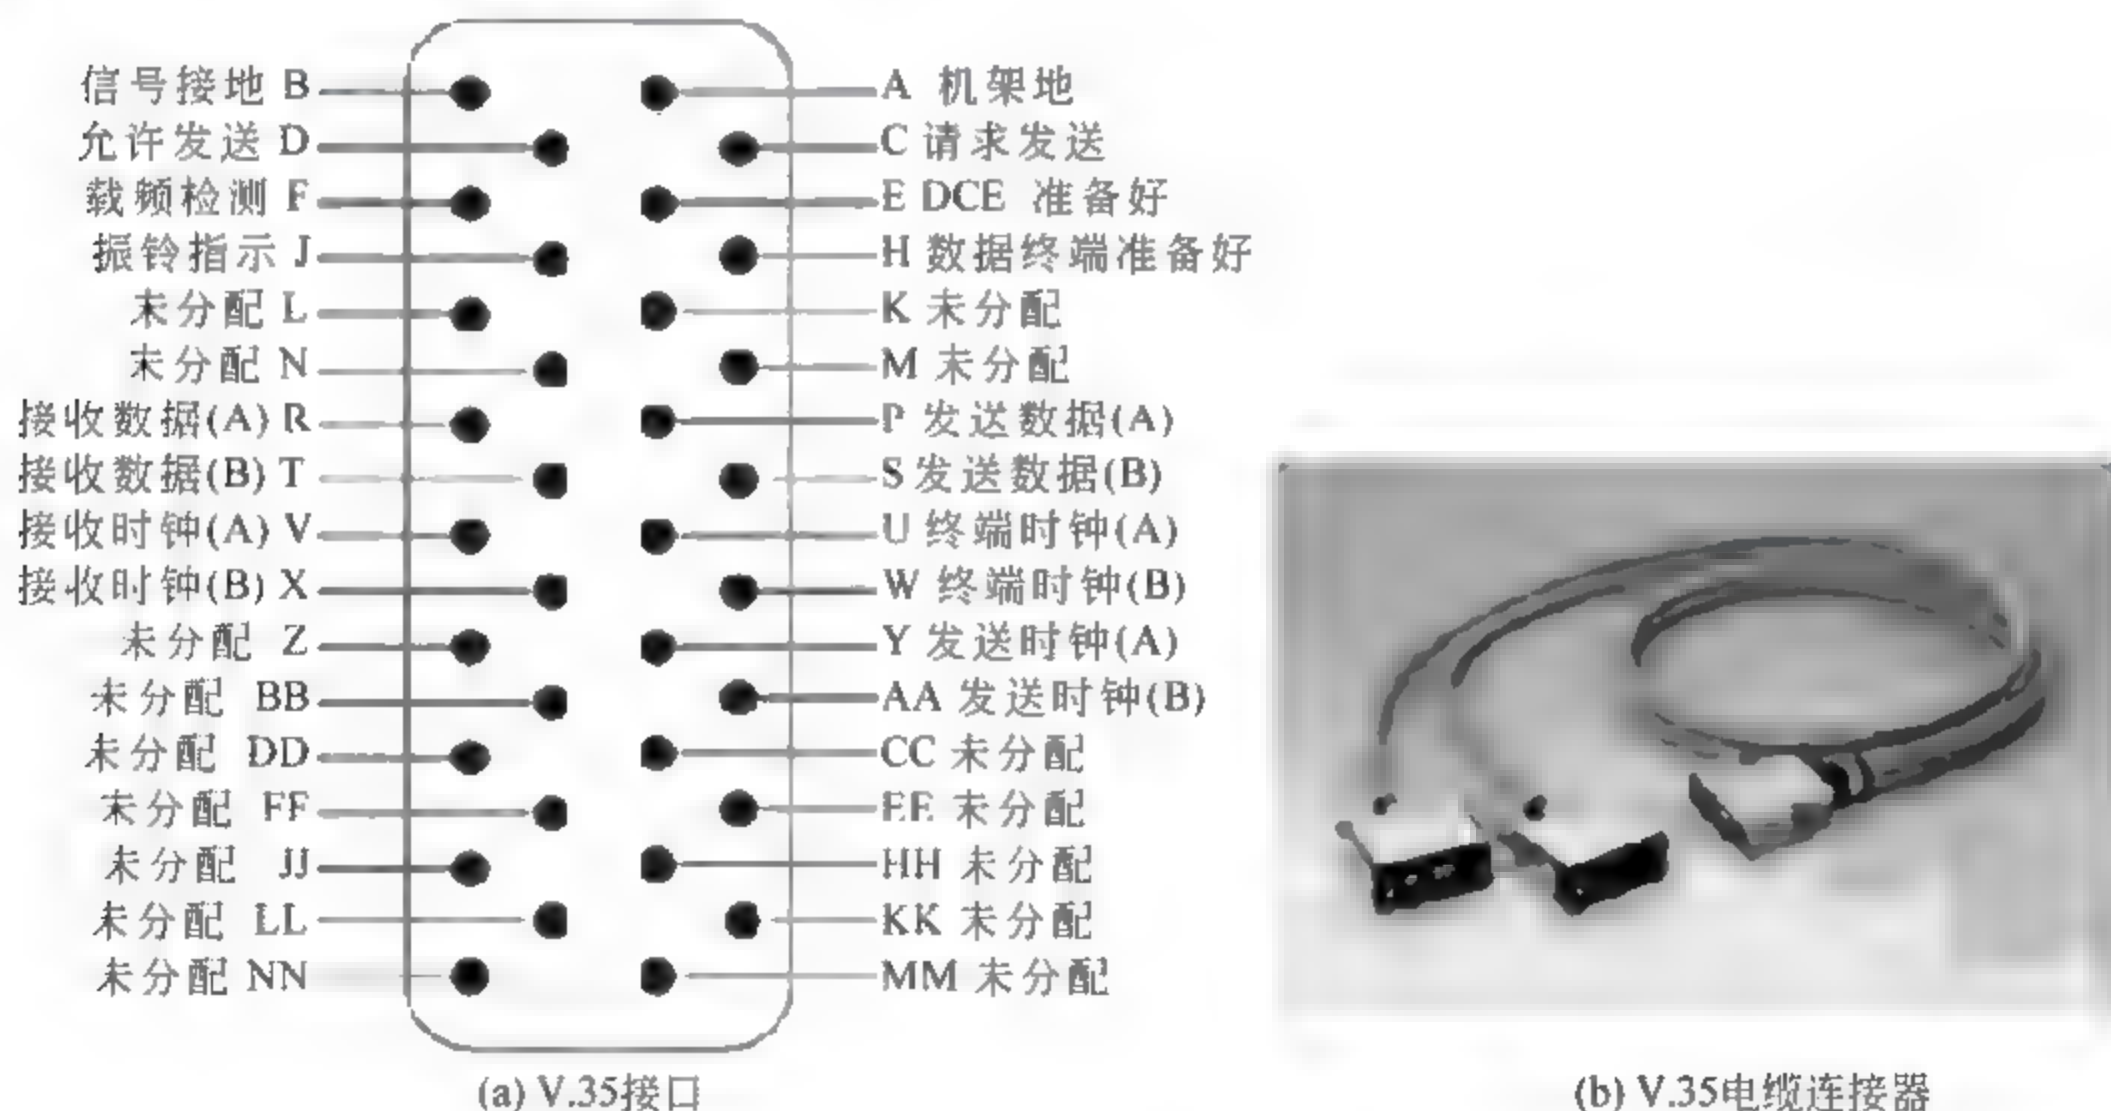 信号接地 B
A 机架地
允许发送 D
C 请求发送
载频检测 F
E DCE 准备好
振铃指示 J
H 数据终端准备好
未分配 L
K 未分配
未分配 N
M 未分配
接收数据(A) R
P 发送数据(A)
接收数据(B) T
S 发送数据(B)
接收时钟(A) V
U 终端时钟(A)
接收时钟(B) X
W 终端时钟(B)
未分配 Z
Y 发送时钟(A)
未分配 BB
AA 发送时钟(B)
未分配 DD
CC 未分配
未分配 FF
EE 未分配
未分配 JJ
HH 未分配
未分配 LL
KK 未分配
未分配 NN
MM 未分配
(a) V.35接口
(b) V.35电缆连接器